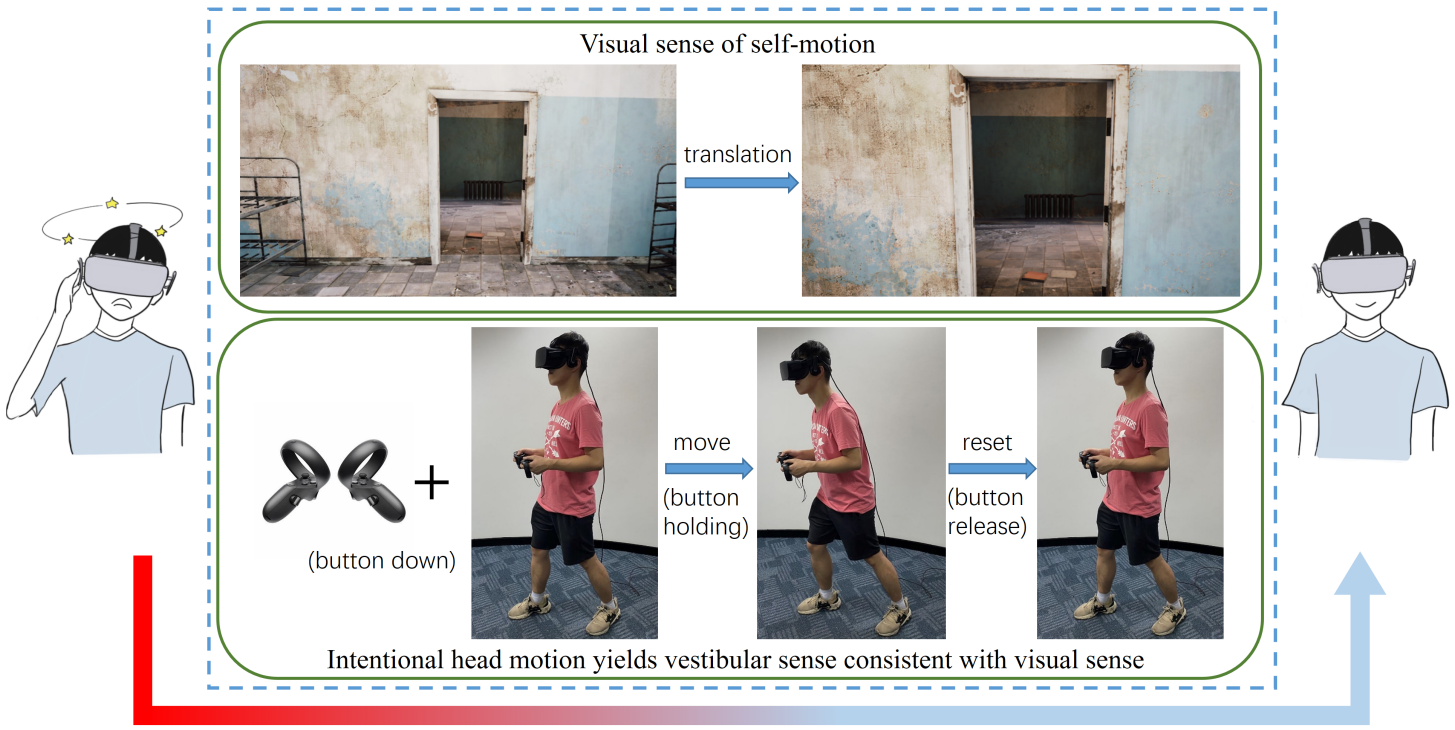 Visual sense of self-motion
translation
move
(button
holding)
reset
(button
release)
(button down)
Intentional head motion yields vestibular sense consistent with visual sense